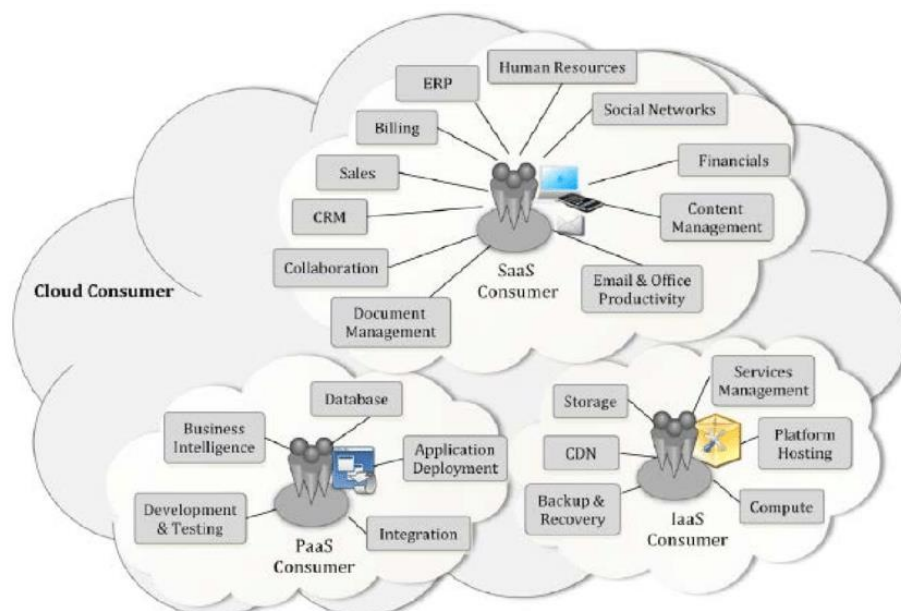 Human Resources
ERP
Social Networks
Billing
Financials
Sales
Content
Management
CRM
Collaboration
SaaS
Consumer
Email & Office
Productivity
Document
Management
Cloud Consumer
Database
Business
Intelligence
Application
Deployment
Development
& Testing
Integration
PaaS
Consumer
Services
Management
Storage
Platform
Hosting
CDN
Backup &
Recovery
Compute
IaaS
Consumer